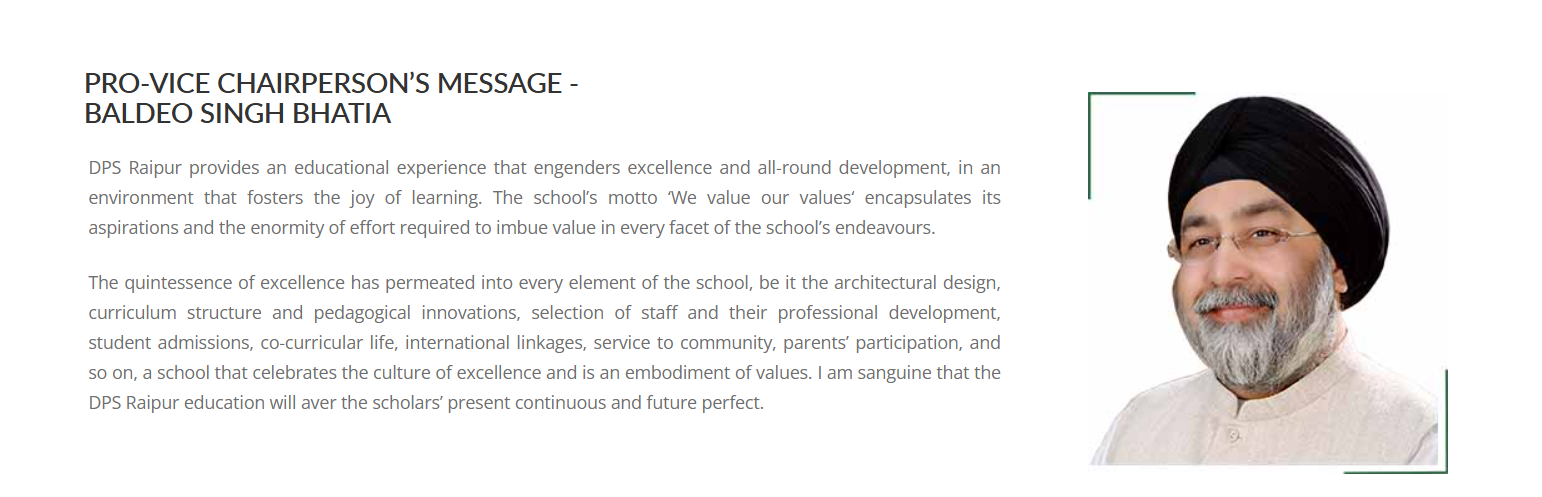 PRO-VICE CHAIRPERSON’S MESSAGE -
BALDEO SINGH BHATIA
DPS Raipur provides an educational experience that engenders excellence and all-round development, in an
environment that fosters the joy of learning. The school’s motto ‘We value our values‘ encapsulates its
aspirations and the enormity of effort required to imbue value in every facet of the school’s endeavours.
The quintessence of excellence has permeated into every element of the school, be it the architectural design,
curriculum structure and pedagogical innovations, selection of staff and their professional development,
student admissions, co-curricular life, international linkages, service to community, parents’ participation, and
so on, a school that celebrates the culture of excellence and is an embodiment of values. I am sanguine that the
DPS Raipur education will aver the scholars’ present continuous and future perfect.